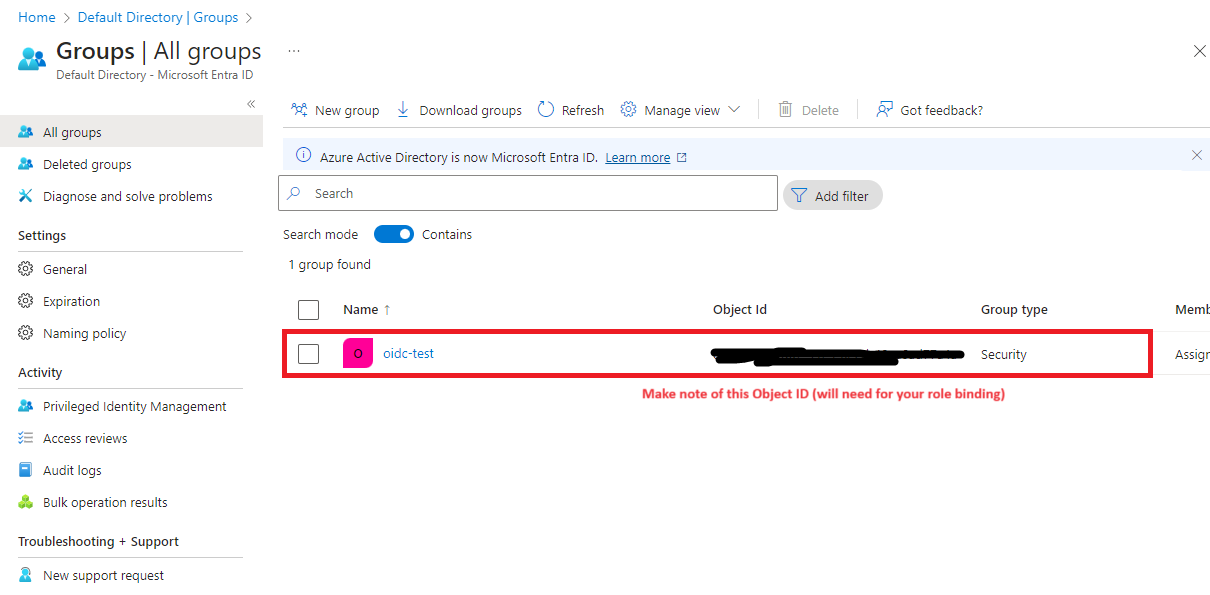 Home > Default Directory | Groups >
Groups | All groups ...
Default Directory - Microsoft Entra ID
«
All groups
Deleted groups
Diagnose and solve problems
Settings
General
Expiration
Naming policy
Activity
Privileged Identity Management
Access reviews
Audit logs
Bulk operation results
Troubleshooting + Support
New support request
New group Download groups Refresh Manage view Delete Got feedback?
Azure Active Directory is now Microsoft Entra ID. Learn more
Search Add filter
Search mode Contains
1 group found
Name ↑ Object Id Group type Memb
O oidc-test Security Assign
Make note of this Object ID (will need for your role binding)